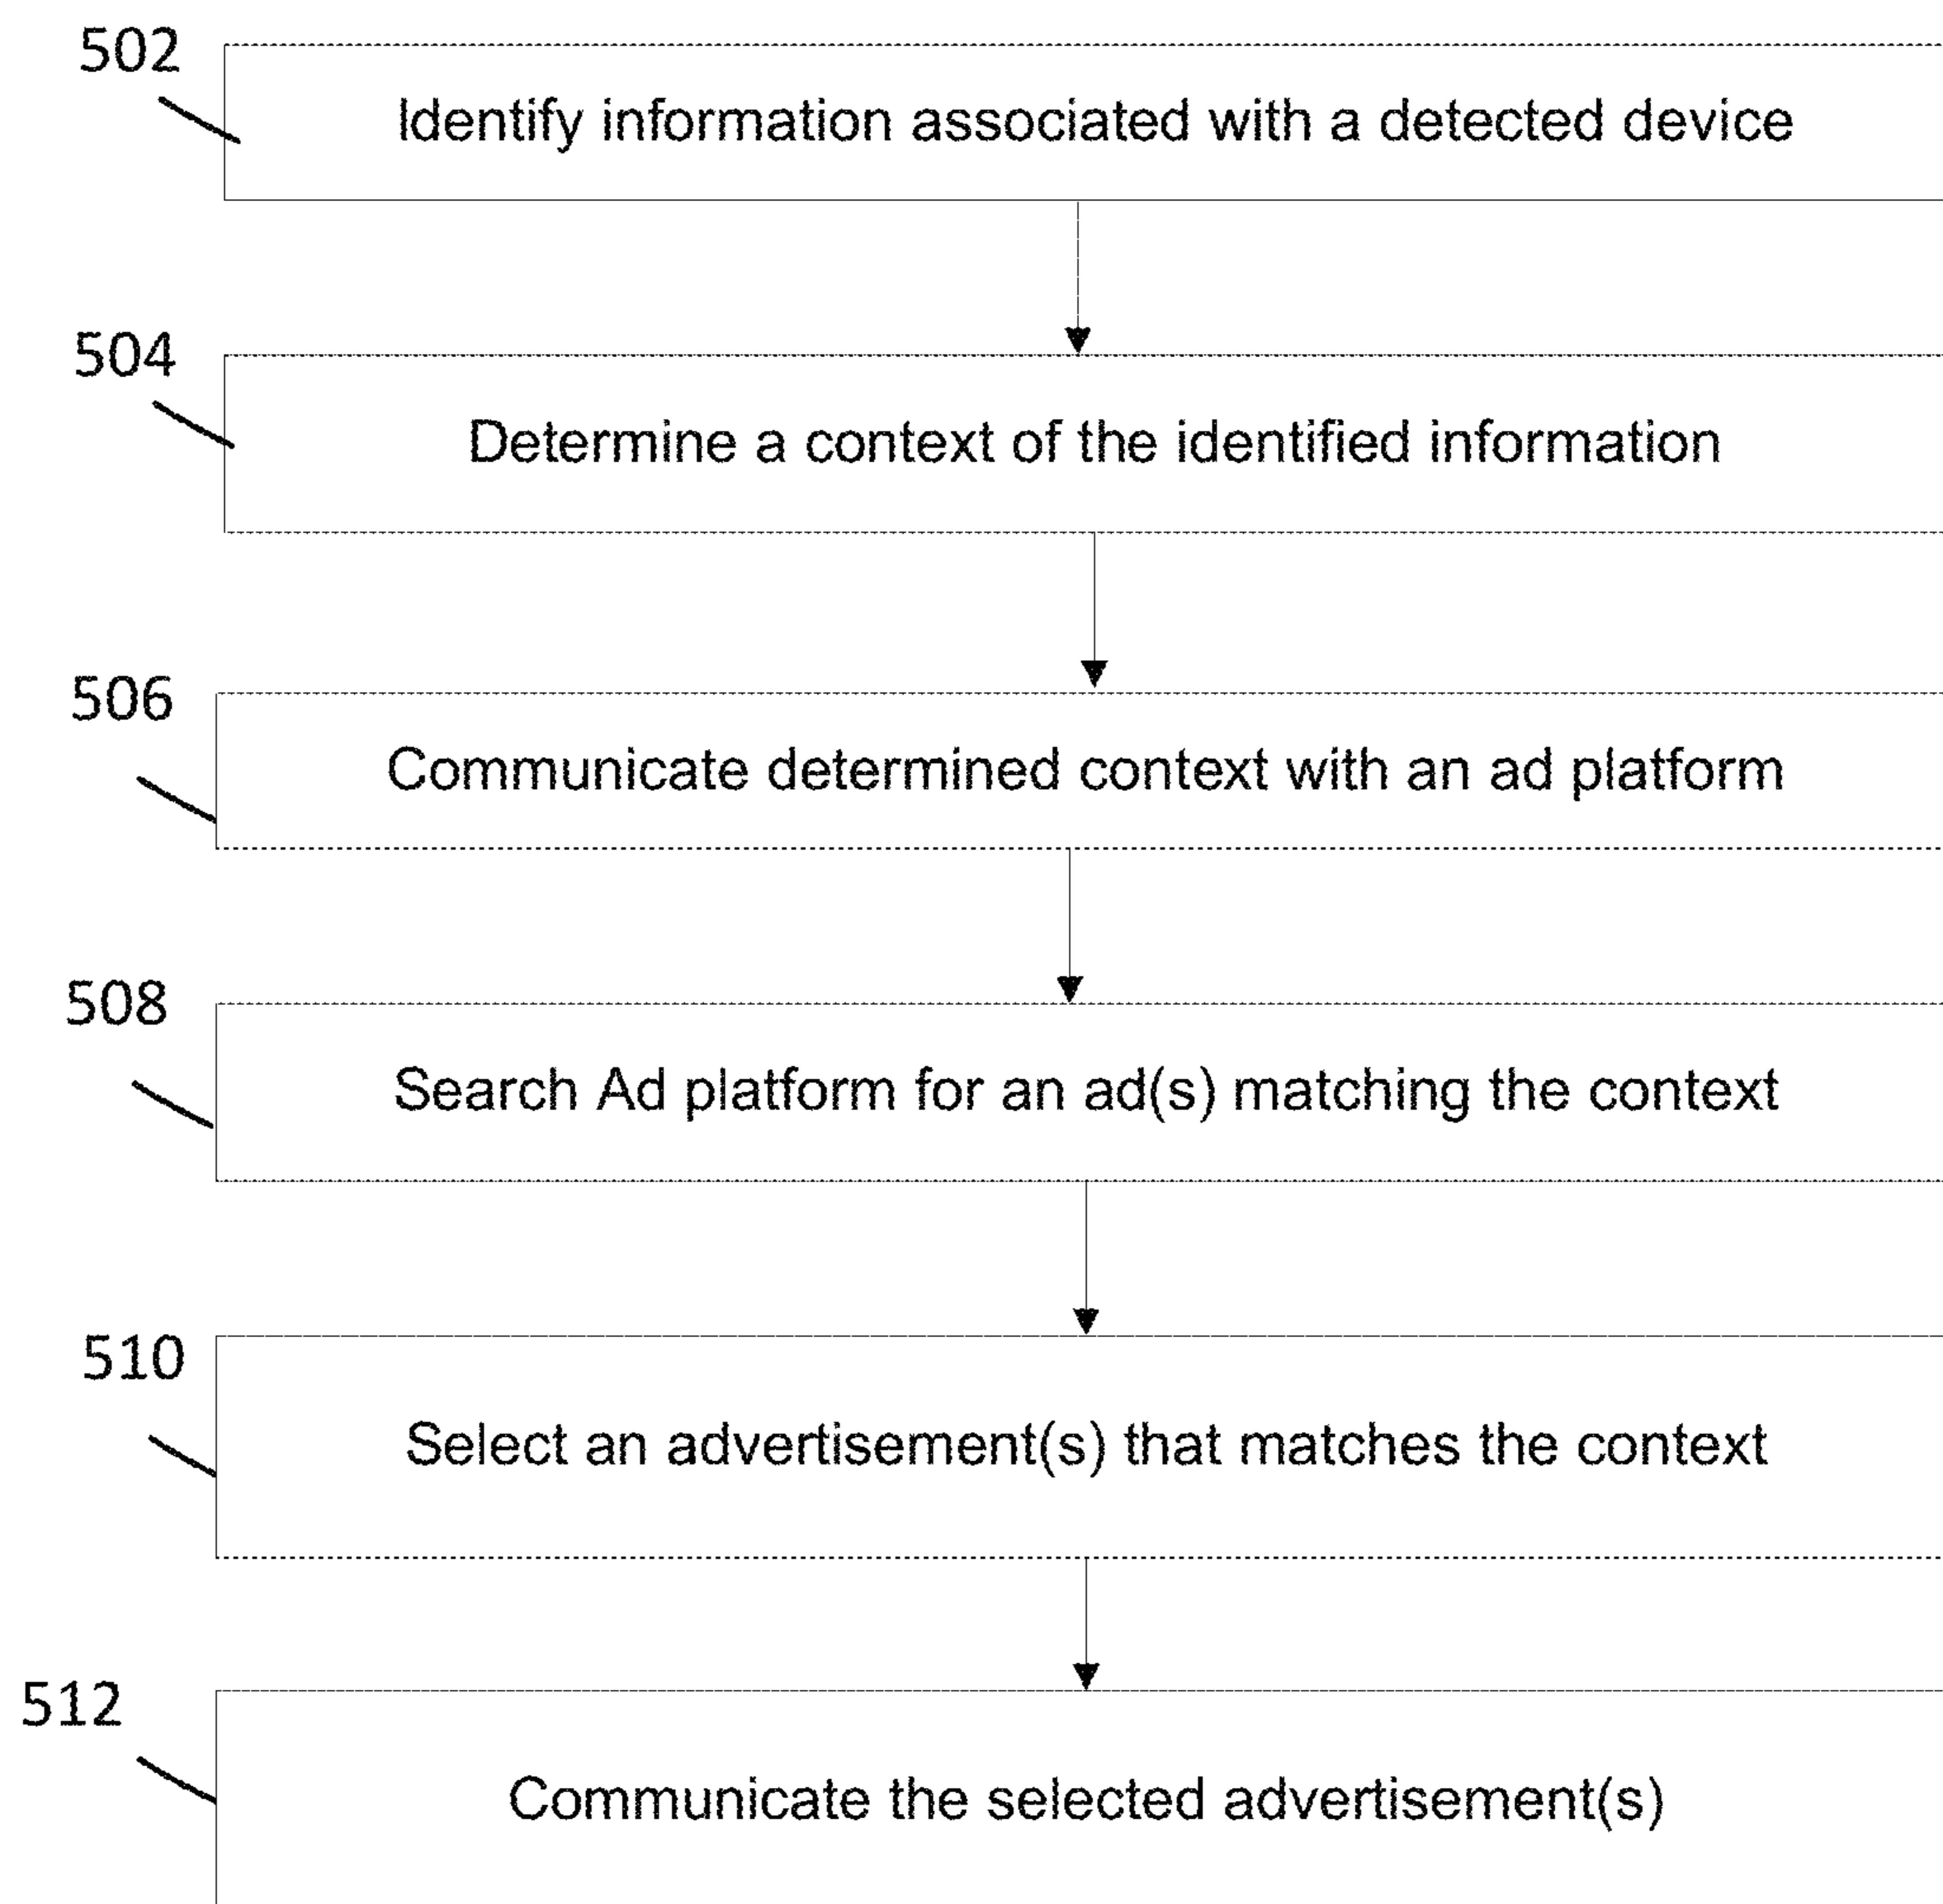 502
Identify information associated with a detected device
504
Determine a context of the identified information
506
Communicate determined context with an ad platform
508
Search Ad platform for an ad(s) matching the context
510
Select an advertisement(s) that matches the context
512
Communicate the selected advertisement(s)